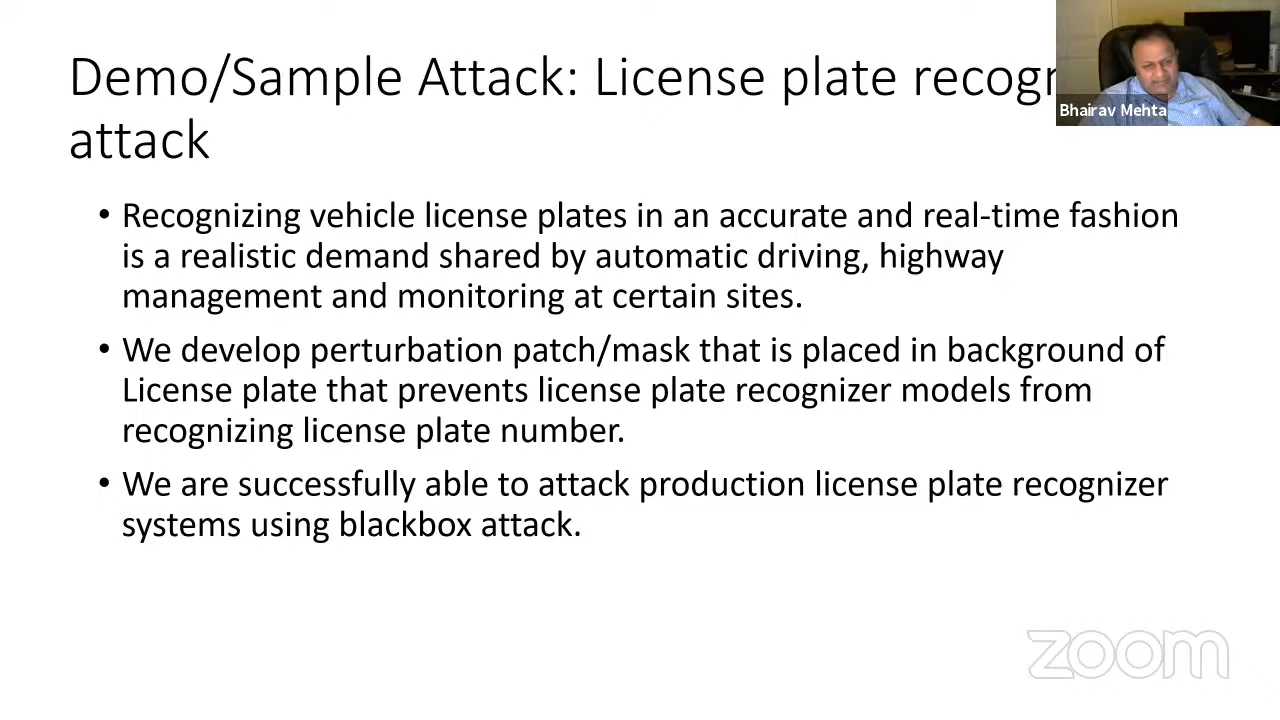 Demo/Sample Attack: License plate
attack
Bhairav Mehta
• Recognizing vehicle license plates in an accurate and real-time fashion
is a realistic demand shared by automatic driving, highway
management and monitoring at certain sites.
• We develop perturbation patch/mask that is placed in background of
License plate that prevents license plate recognizer models from
recognizing license plate number.
• We are successfully able to attack production license plate recognizer
systems using blackbox attack.
zoom